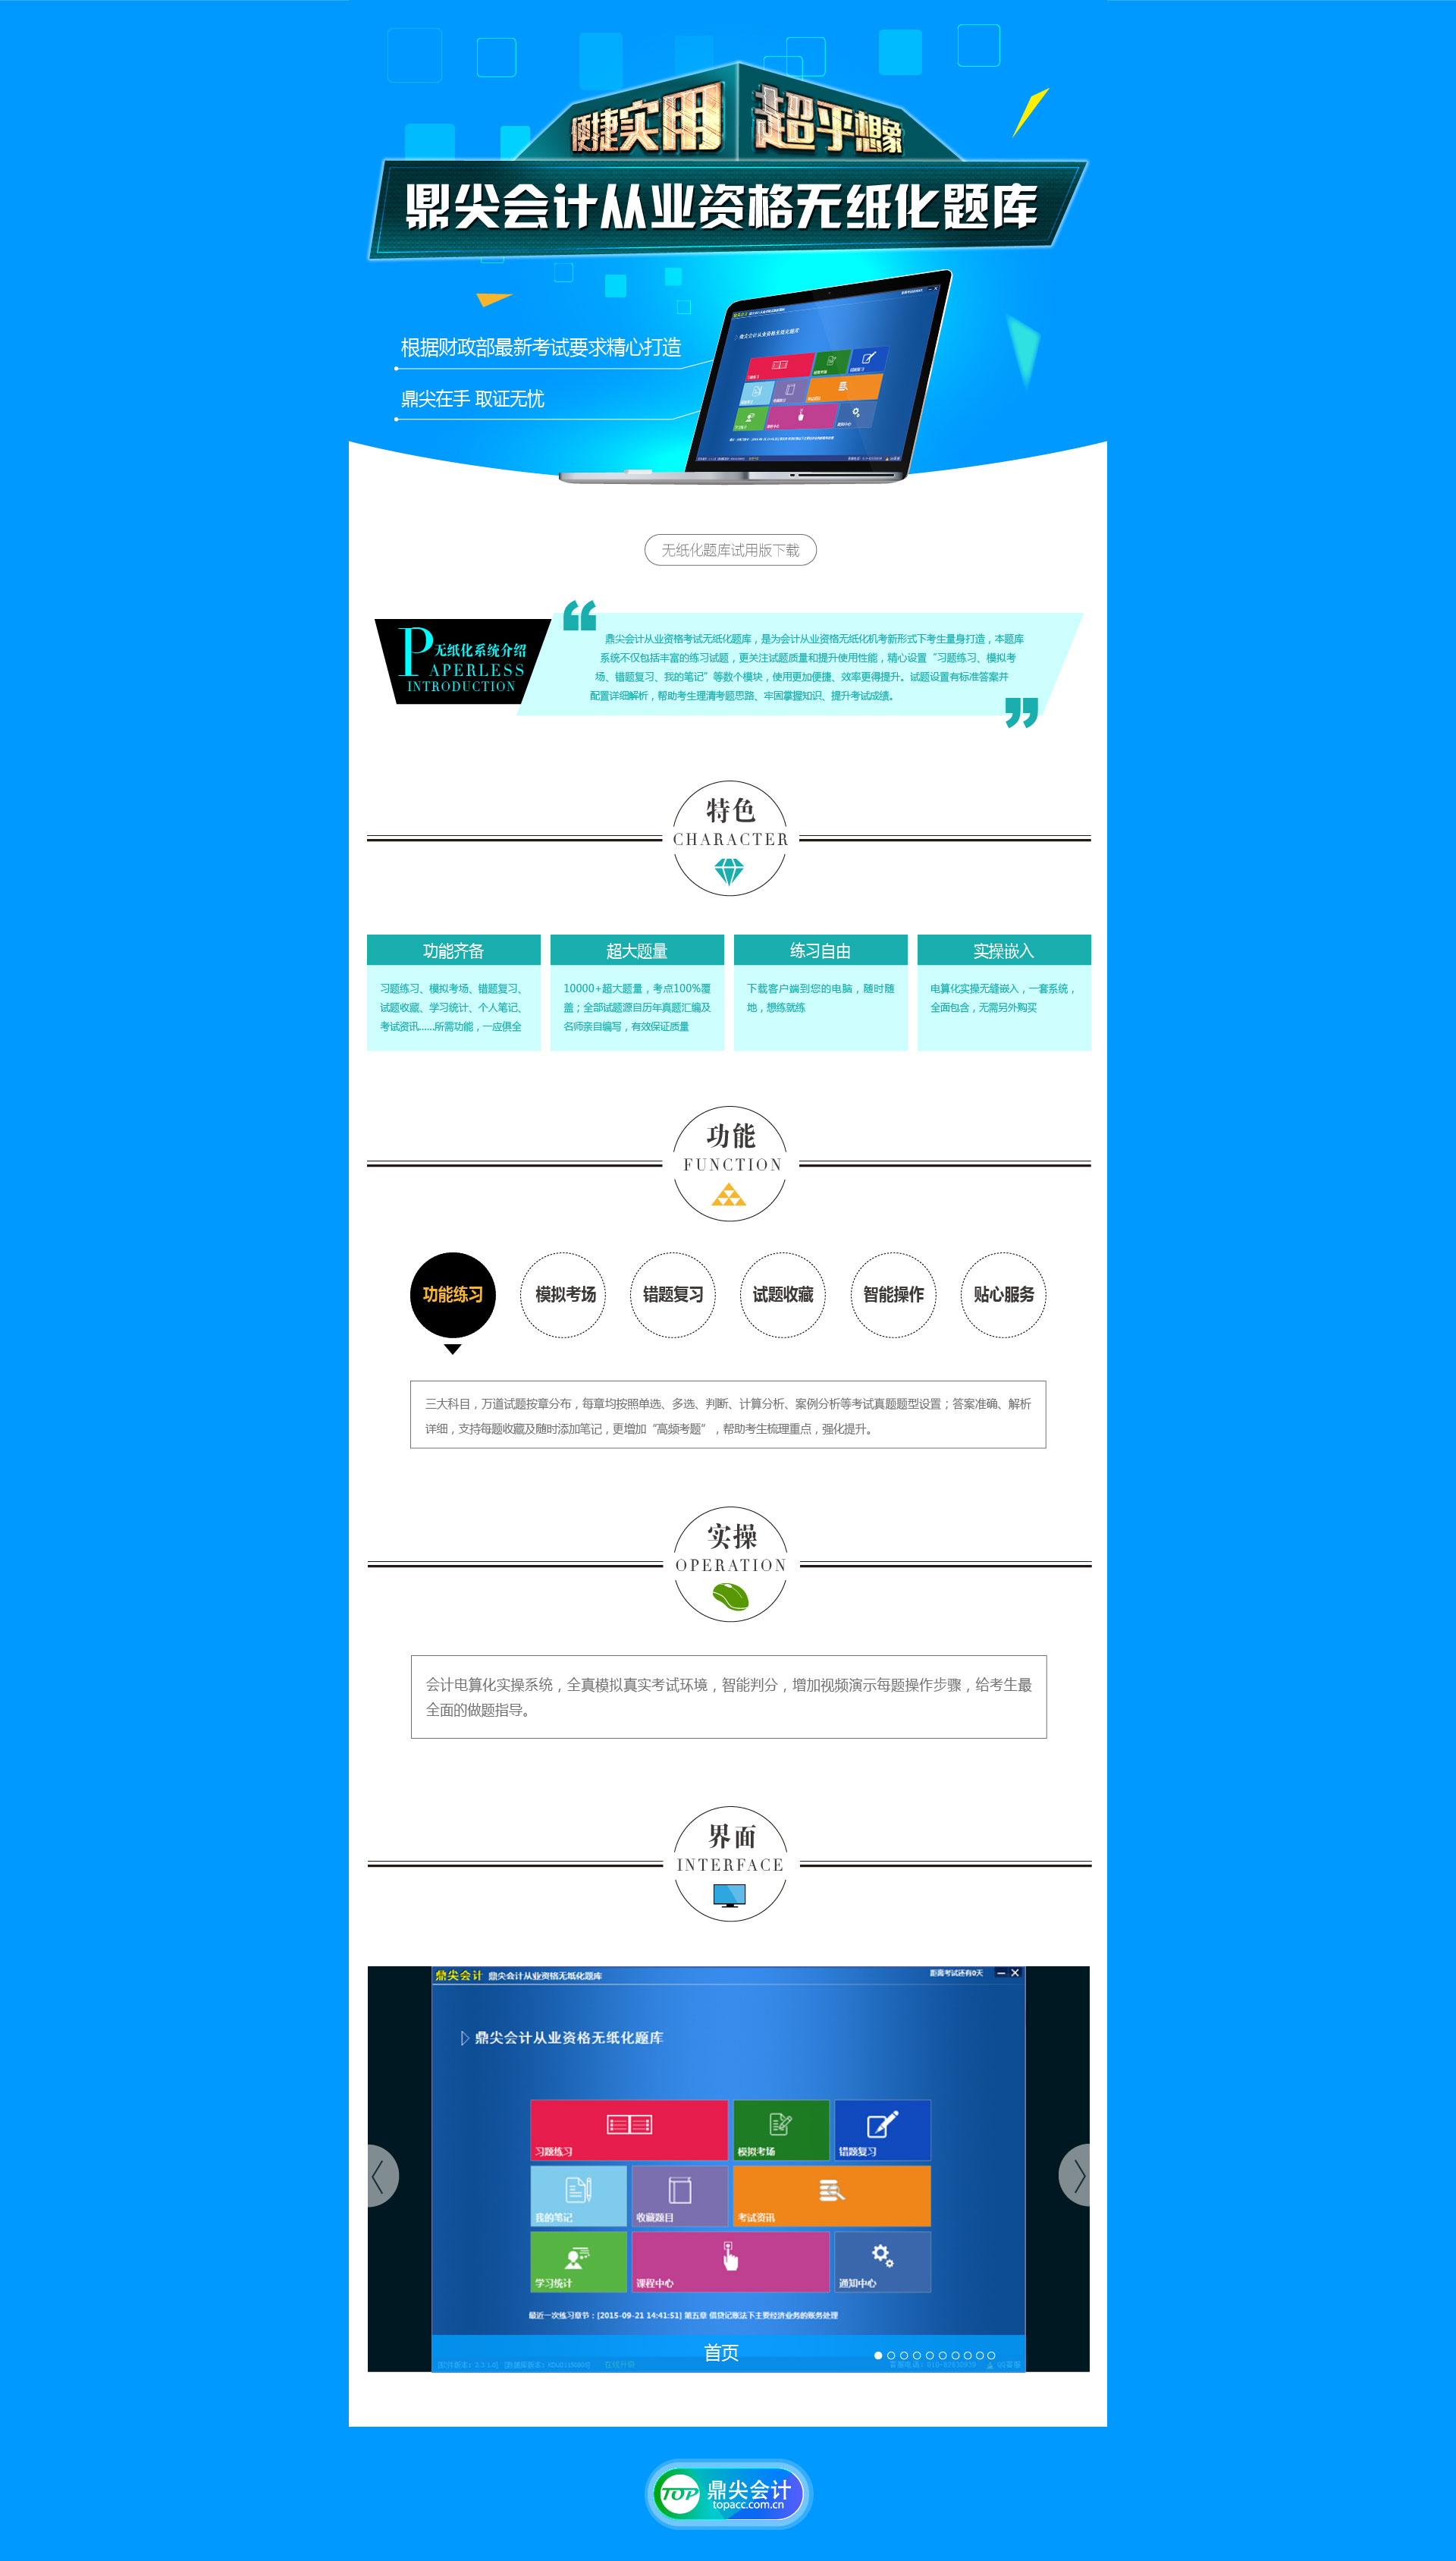 便捷实用 超乎想象
鼎尖会计从业资格无纸化题库
根据财政部最新考试要求精心打造
鼎尖在手 取证无忧
鼎尖会计从业资格无纸化题库
无纸化题库试用版下载
无纸化系统介绍
PAPERLESS
INTRODUCTION
鼎尖会计从业资格考试无纸化题库，是为会计从业资格无纸化机考新形式下考生量身打造，本题库
系统不仅包括丰富的练习试题，更关注试题质量和提升使用性能，精心设置“习题练习、模拟考
场、错题复习、我的笔记”等数个模块，使用更加便捷、效率更得提升。试题设置有标准答案并
配置详细解析，帮助考生理清考题思路、牢固掌握知识、提升考试成绩。
特色
CHARACTER
功能齐备
习题练习、模拟考场、错题复习、
试题收藏、学习统计、个人笔记、
考试资讯......所需功能，一应俱全
超大题量
10000+超大题量，考点100%覆
盖；全部试题源自历年真题汇编及
名师亲自编写，有效保证质量
练习自由
下载客户端到您的电脑，随时随
地，想练就练
实操嵌入
电算化实操无缝嵌入，一套系统，
全面包含，无需另外购买
功能
FUNCTION
功能练习 模拟考场 错题复习 试题收藏 智能操作 贴心服务
三大科目，万道试题按章分布，每章均按照单选、多选、判断、计算分析、案例分析等考试真题题型设置；答案准确、解析
详细，支持每题收藏及随时添加笔记，更增加“高频考题”，帮助考生梳理重点，强化提升。
实操
OPERATION
会计电算化实操系统，全真模拟真实考试环境，智能判分，增加视频演示每题操作步骤，给考生最
全面的做题指导。
界面
INTERFACE
鼎尖会计 鼎尖会计从业资格无纸化题库 距离考试还有0天
鼎尖会计从业资格无纸化题库
习题练习 模拟考场 错题复习
我的笔记 收藏题目 考试资讯
学习统计 课程中心 通知中心
最近一次练习章节：[2015-09-21 14:41:51] 第五章 借贷记账法下主要经济业务的账务处理
首页
TOP 鼎尖会计
topacc.com.cn